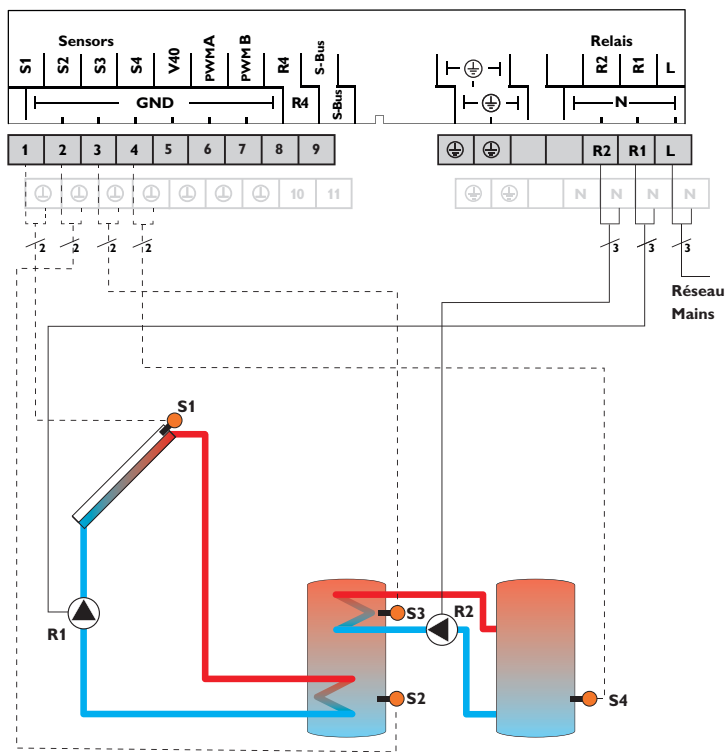 Sensors
Relais
S1 S2 S3 S4 V40 PWM A PWM B R4 S-Bus
R2 R1 L
GND R4 S-Bus
N
1 2 3 4 5 6 7 8 9
R2 R1 L
10 11
N N N N
2 2 2 2
3 3 3
Réseau
Mains
S1
S3 R2
R1
S2 S4